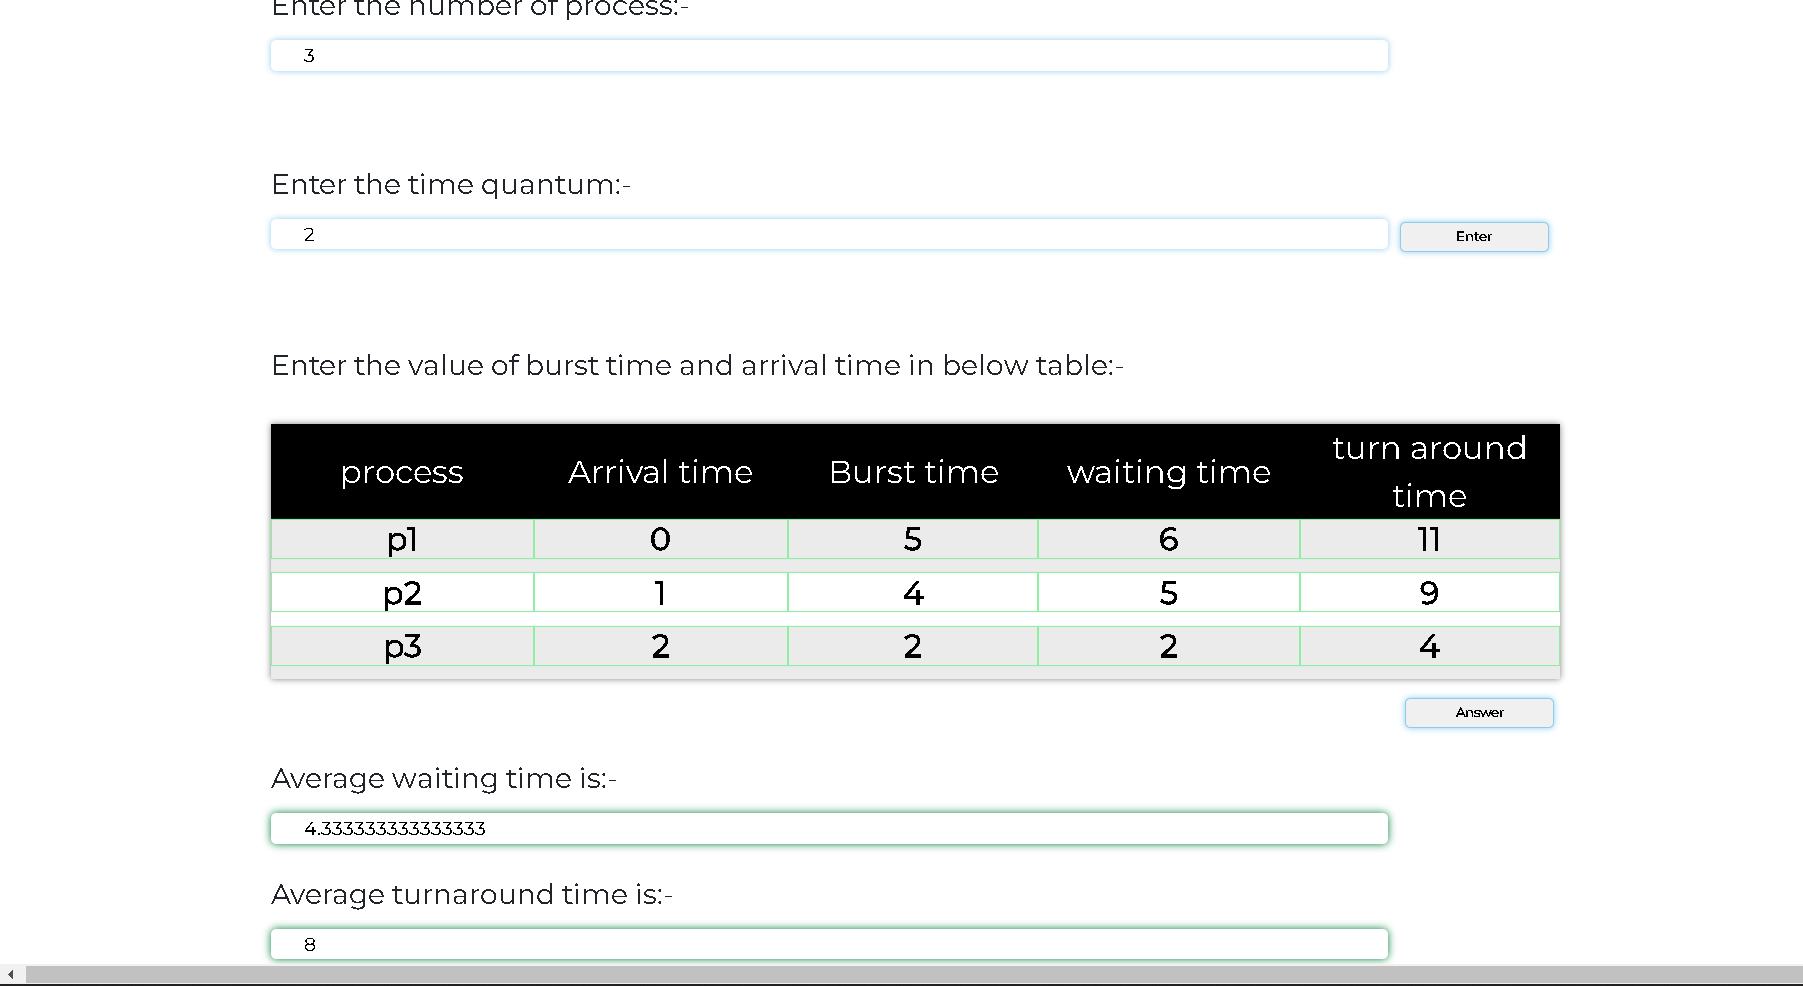 Enter the number of process:-
3
Enter the time quantum:-
2
Enter
Enter the value of burst time and arrival time in below table:-
process Arrival time Burst time waiting time turn around time
p1 0 5 6 11
p2 1 4 5 9
p3 2 2 2 4
Answer
Average waiting time is:-
4.333333333333333
Average turnaround time is:-
8